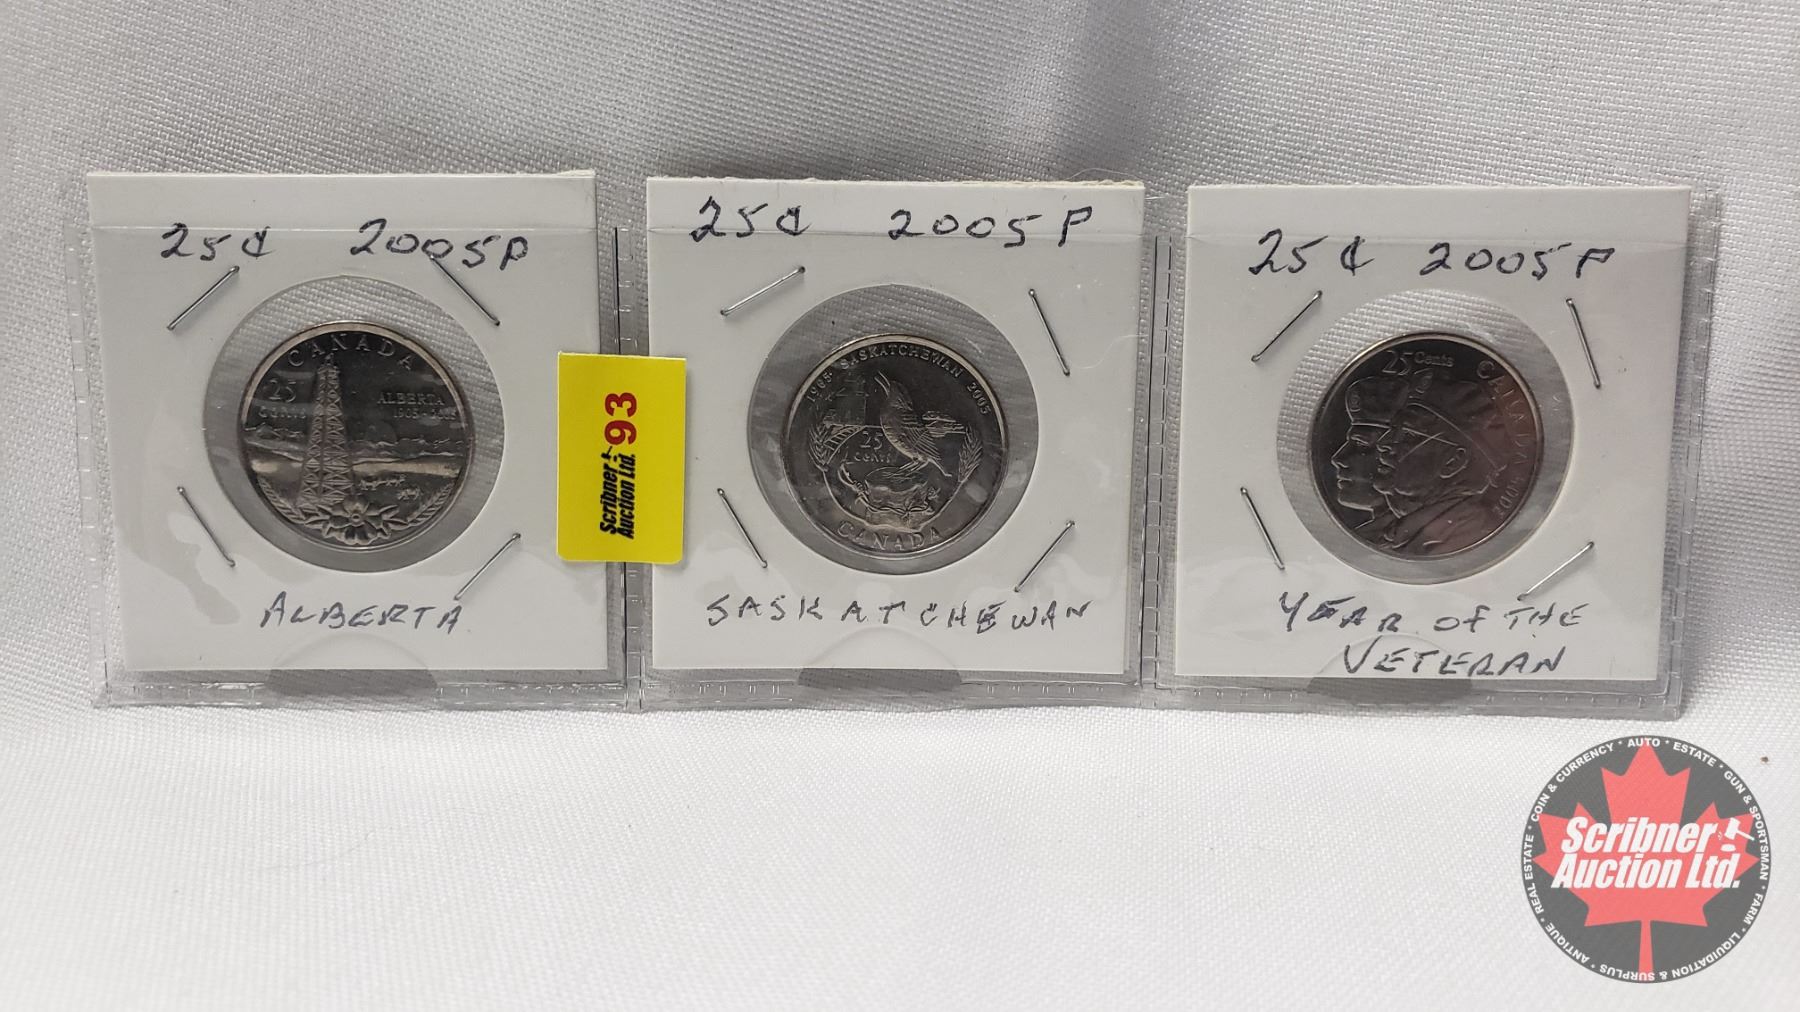 25¢ 2005P
CANADA
25
Cents
ALBERTA
1905-2005
ALBERTA
93
Scribner
Auction Ltd.
25¢ 2005P
1905 · SASKATCHEWAN 2005
25
cents
CANADA
SASKATCHEWAN
25¢ 2005P
25 Cents
CANADA
2005
YEAR OF THE
VETERAN
COIN & CURRENCY * AUTO * ESTATE * GUN & SPORTSMAN * FARM * LIQUIDATION & SURPLUS * ANTIQUE * REAL ESTATE *
Scribner
Auction Ltd.